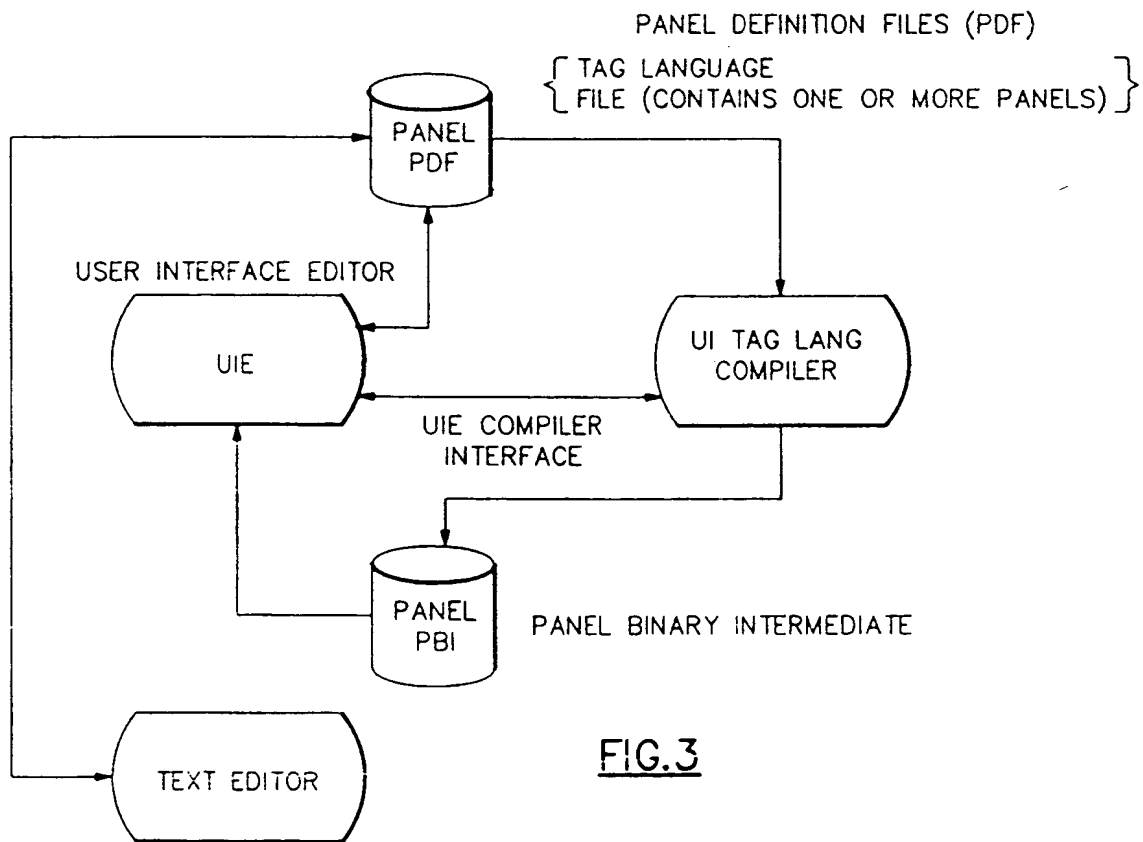 PANEL DEFINITION FILES (PDF)
{ TAG LANGUAGE }
FILE (CONTAINS ONE OR MORE PANELS)
PANEL
PDF
USER INTERFACE EDITOR
UIE
UI TAG LANG
COMPILER
UIE COMPILER
INTERFACE
PANEL
PBI
PANEL BINARY INTERMEDIATE
TEXT EDITOR
FIG.3